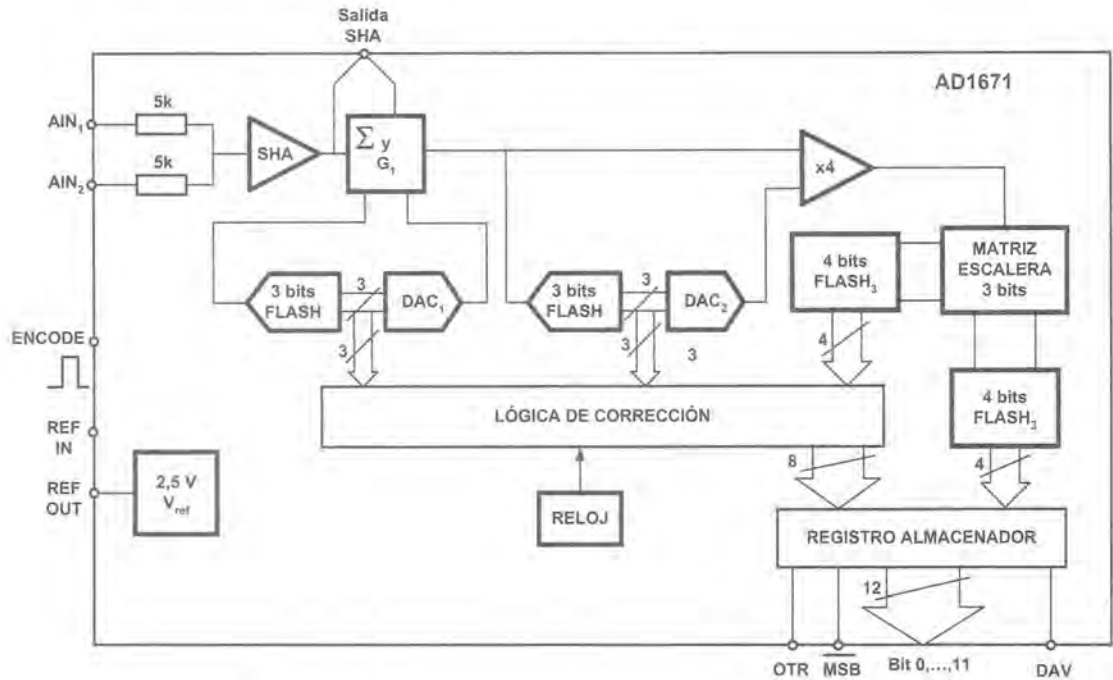 Salida
SHA
AD1671
5k
AIN1
SHA
Σ y
G1
x4
5k
AIN2
4 bits
FLASH3
MATRIZ
ESCALERA
3 bits
3 bits
FLASH
3
DAC1
3 bits
FLASH
3
DAC2
ENCODE
3
3
3
4
4 bits
FLASH3
LÓGICA DE CORRECCIÓN
REF
IN
8
4
REF
OUT
2,5 V
Vref
RELOJ
REGISTRO ALMACENADOR
12
OTR
MSB
Bit 0,...,11
DAV